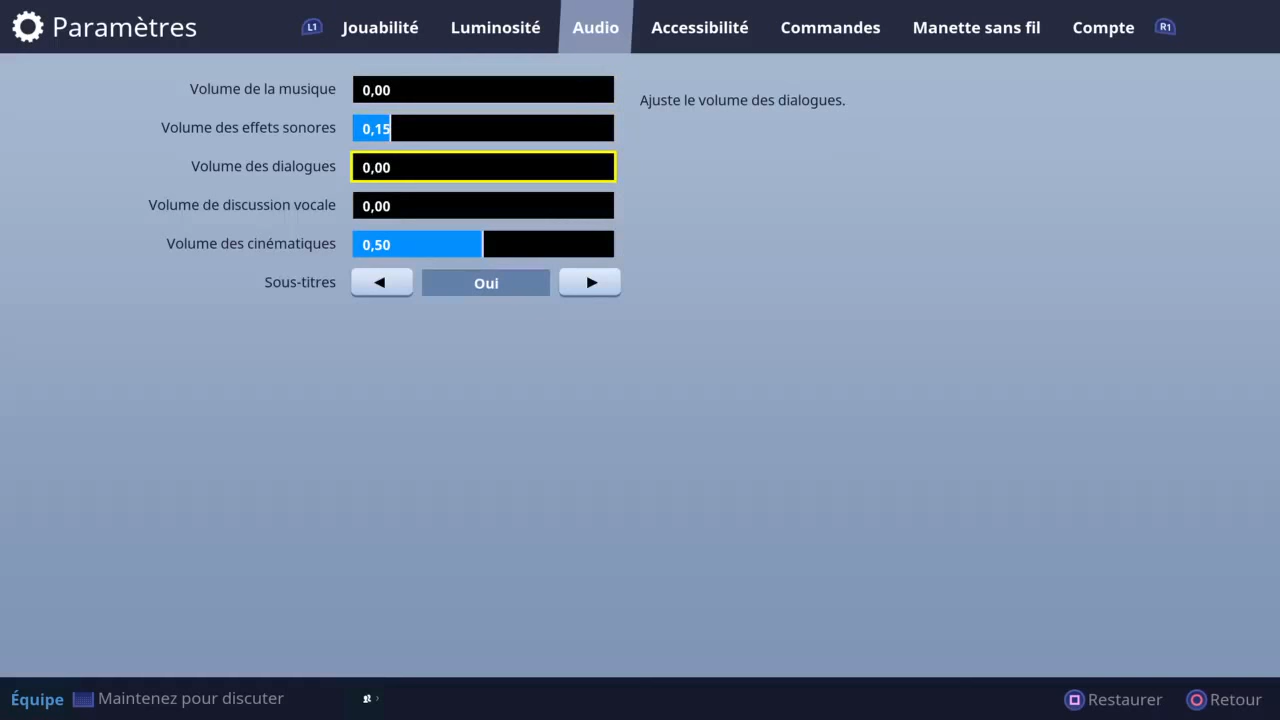 Paramètres
L1 Jouabilité Luminosité Audio Accessibilité Commandes Manette sans fil Compte R1
Volume de la musique 0,00
Ajuste le volume des dialogues.
Volume des effets sonores 0,15
Volume des dialogues 0,00
Volume de discussion vocale 0,00
Volume des cinématiques 0,50
Sous-titres Oui
Équipe Maintenez pour discuter
Restaurer Retour